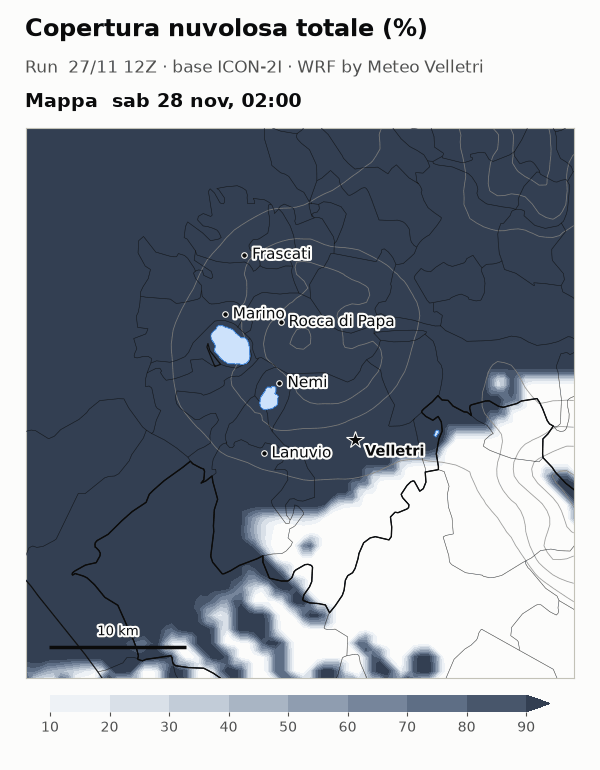 Copertura nuvolosa totale (%)
Run 27/11 12Z · base ICON-2I · WRF by Meteo Velletri
Mappa sab 28 nov, 02:00
Frascati
Marino
Rocca di Papa
Nemi
Velletri
Lanuvio
10 km
10 20 30 40 50 60 70 80 90